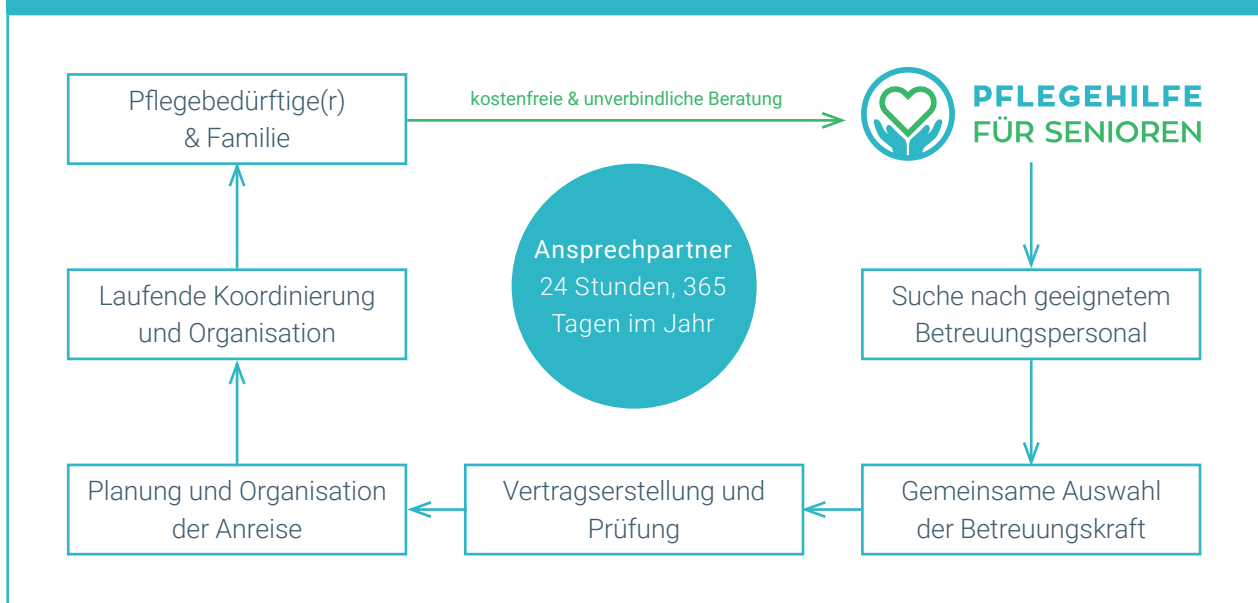 Pflegebedürftige(r)
& Familie
kostenfreie & unverbindliche Beratung
PFLEGEHILFE
FÜR SENIOREN
Ansprechpartner
24 Stunden, 365
Tagen im Jahr
Laufende Koordinierung
und Organisation
Suche nach geeignetem
Betreuungspersonal
Planung und Organisation
der Anreise
Vertragserstellung und
Prüfung
Gemeinsame Auswahl
der Betreuungskraft